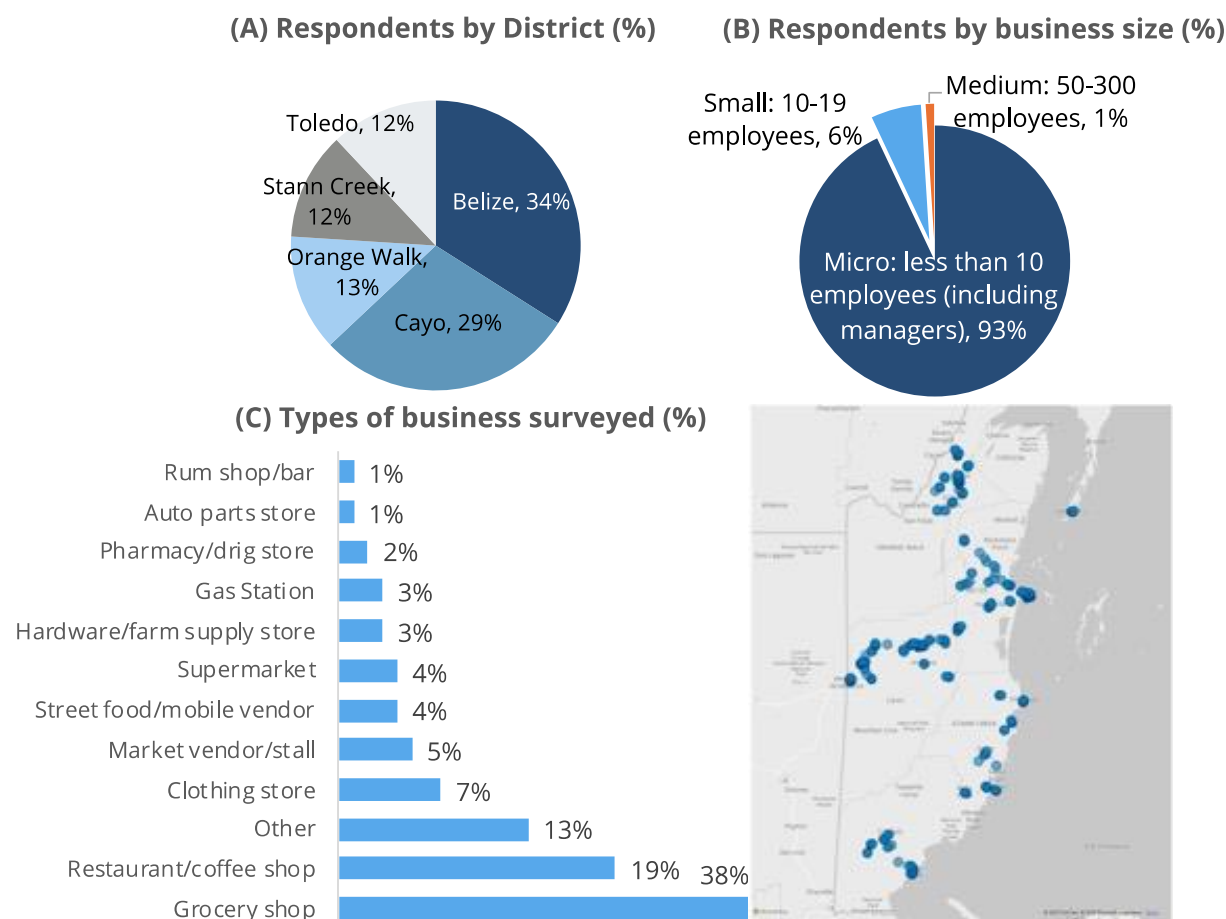 (A) Respondents by District (%)
(B) Respondents by business size (%)
Toledo, 12%
Stann Creek,
12%
Orange Walk,
13%
Cayo, 29%
Belize, 34%
Small: 10-19
employees, 6%
Medium: 50-300
employees, 1%
Micro: less than 10
employees (including
managers), 93%
(C) Types of business surveyed (%)
Rum shop/bar 1%
Auto parts store 1%
Pharmacy/drig store 2%
Gas Station 3%
Hardware/farm supply store 3%
Supermarket 4%
Street food/mobile vendor 4%
Market vendor/stall 5%
Clothing store 7%
Other 13%
Restaurant/coffee shop 19%
Grocery shop 38%